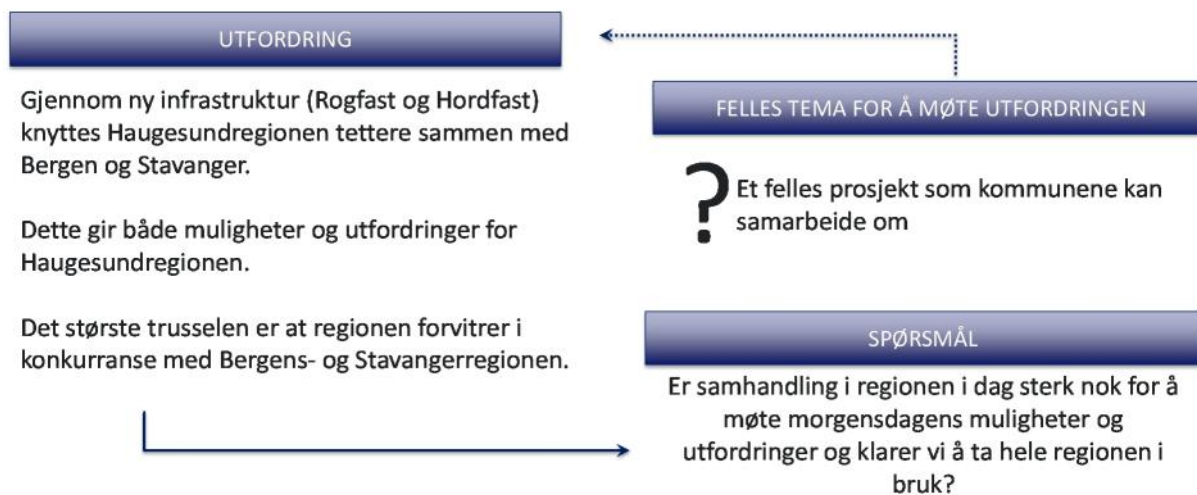 UTFORDRING
Gjennom ny infrastruktur (Rogfast og Hordfast)
knyttes Haugesundregionen tettere sammen med
Bergen og Stavanger.
Dette gir både muligheter og utfordringer for
Haugesundregionen.
Det største trusselen er at regionen forvitrer i
konkurranse med Bergens- og Stavangerregionen.
FELLES TEMA FOR Å MØTE UTFORDRINGEN
?
Et felles prosjekt som kommunene kan
samarbeide om
SPØRSMÅL
Er samhandling i regionen i dag sterk nok for å
møte morgensdagens muligheter og
utfordringer og klarer vi å ta hele regionen i
bruk?